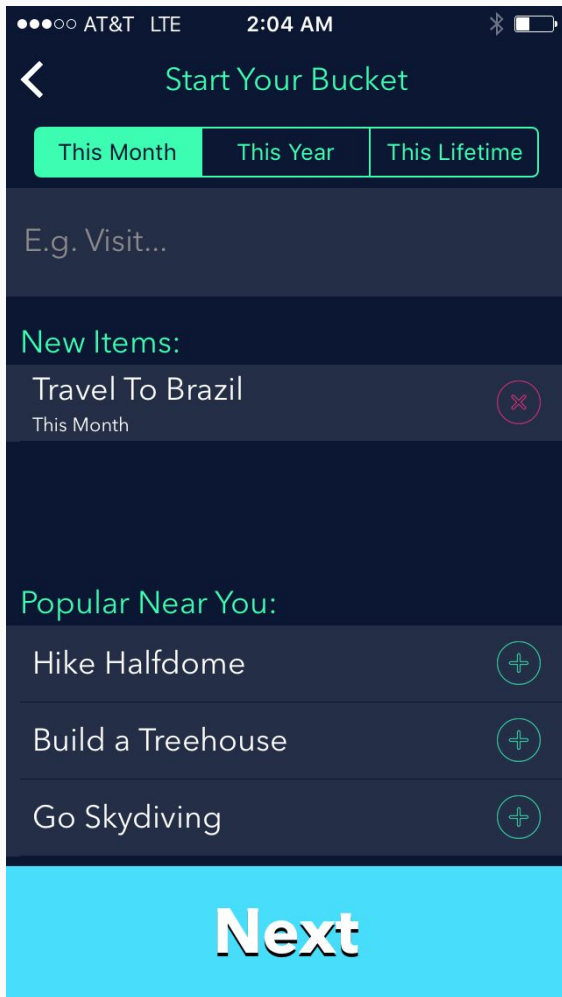 AT&T LTE 2:04 AM
Start Your Bucket
This Month This Year This Lifetime
E.g. Visit...
New Items:
Travel To Brazil
This Month
Popular Near You:
Hike Halfdome
Build a Treehouse
Go Skydiving
Next